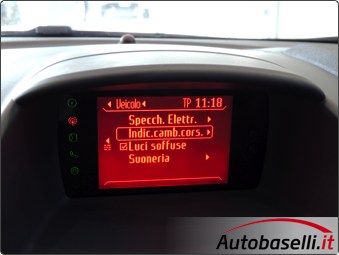 Veicolo TP 11:18
Specch. Elettr.
Indic.camb.cors.
Luci soffuse
Suoneria
Autobaselli.it